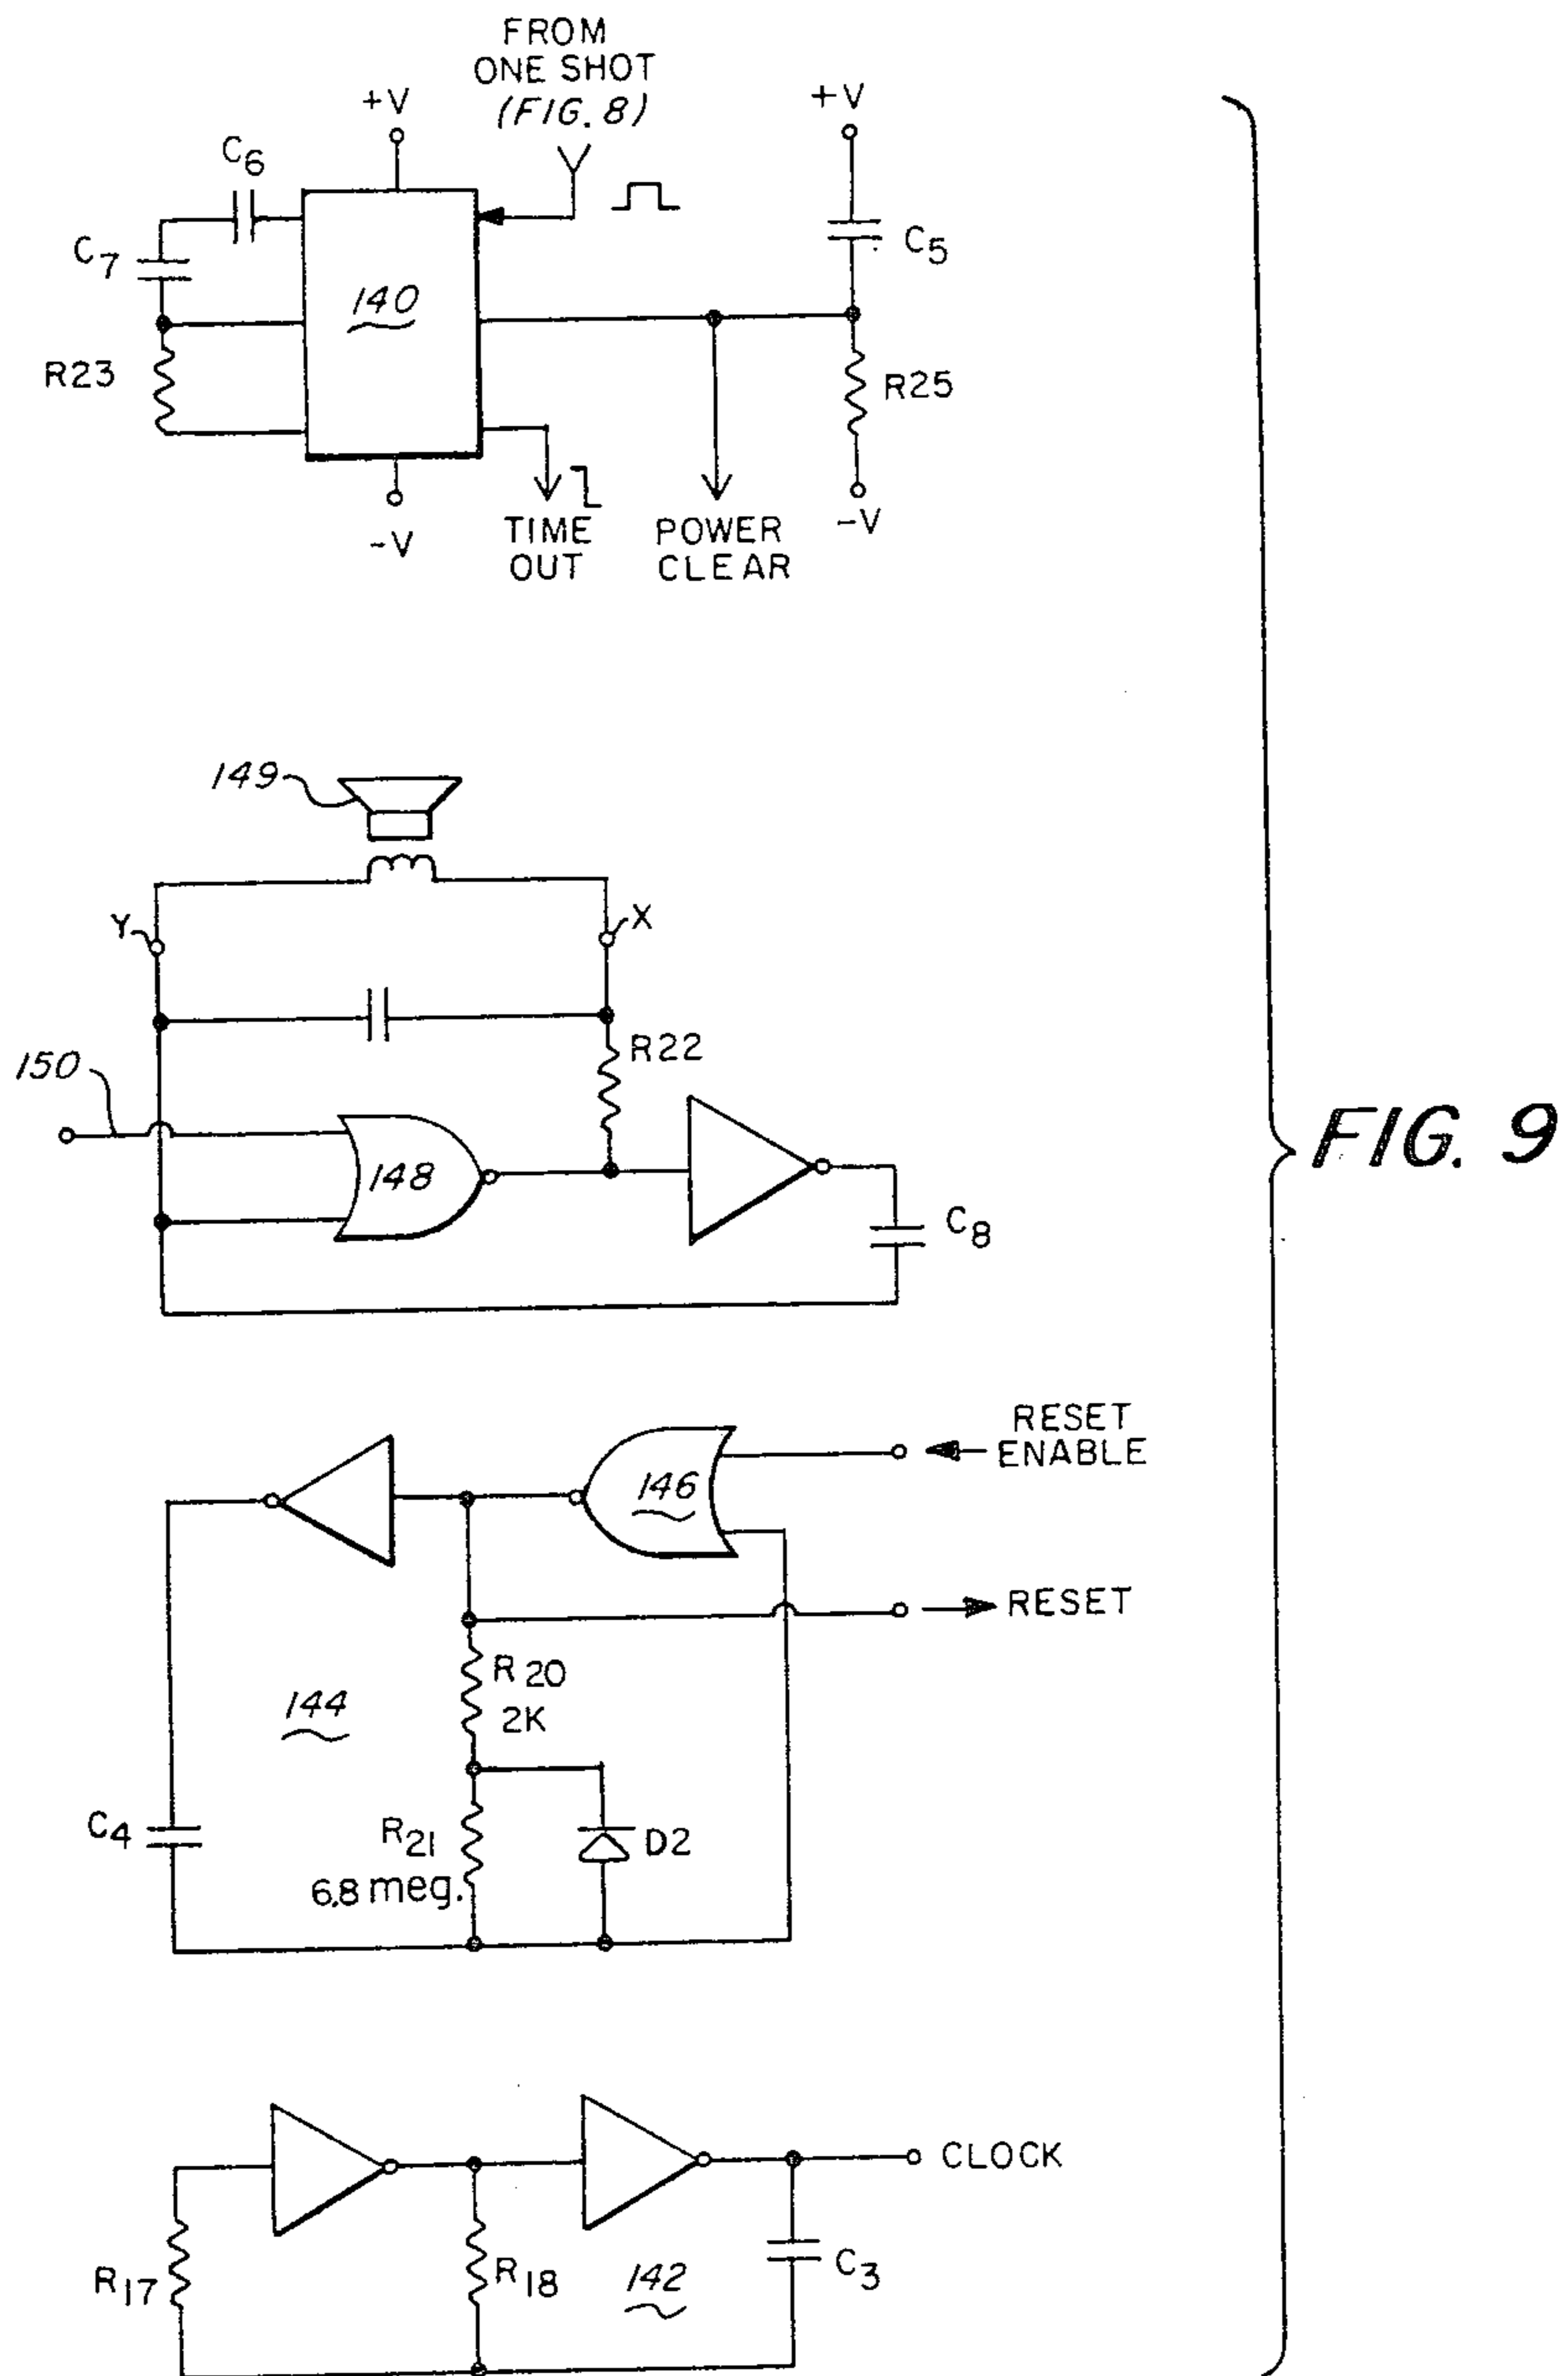 FROM
ONE SHOT
(FIG. 8)
+V
+V
C6
C7
C5
140
R23
R25
-V
TIME
OUT
POWER
CLEAR
-V
149
Y
X
R22
150
148
C8
FIG. 9
RESET
ENABLE
146
RESET
R20
2K
144
C4
R21
6.8 meg.
D2
CLOCK
R17
R18
142
C3